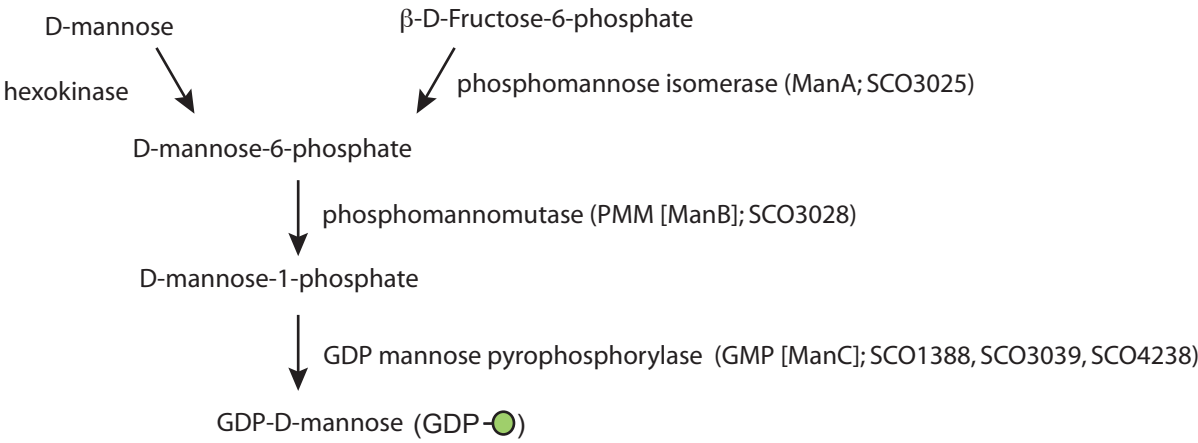 D-mannose
β-D-Fructose-6-phosphate
hexokinase
phosphomannose isomerase (ManA; SCO3025)
D-mannose-6-phosphate
phosphomannomutase (PMM [ManB]; SCO3028)
D-mannose-1-phosphate
GDP mannose pyrophosphorylase (GMP [ManC]; SCO1388, SCO3039, SCO4238)
GDP-D-mannose (GDP-)